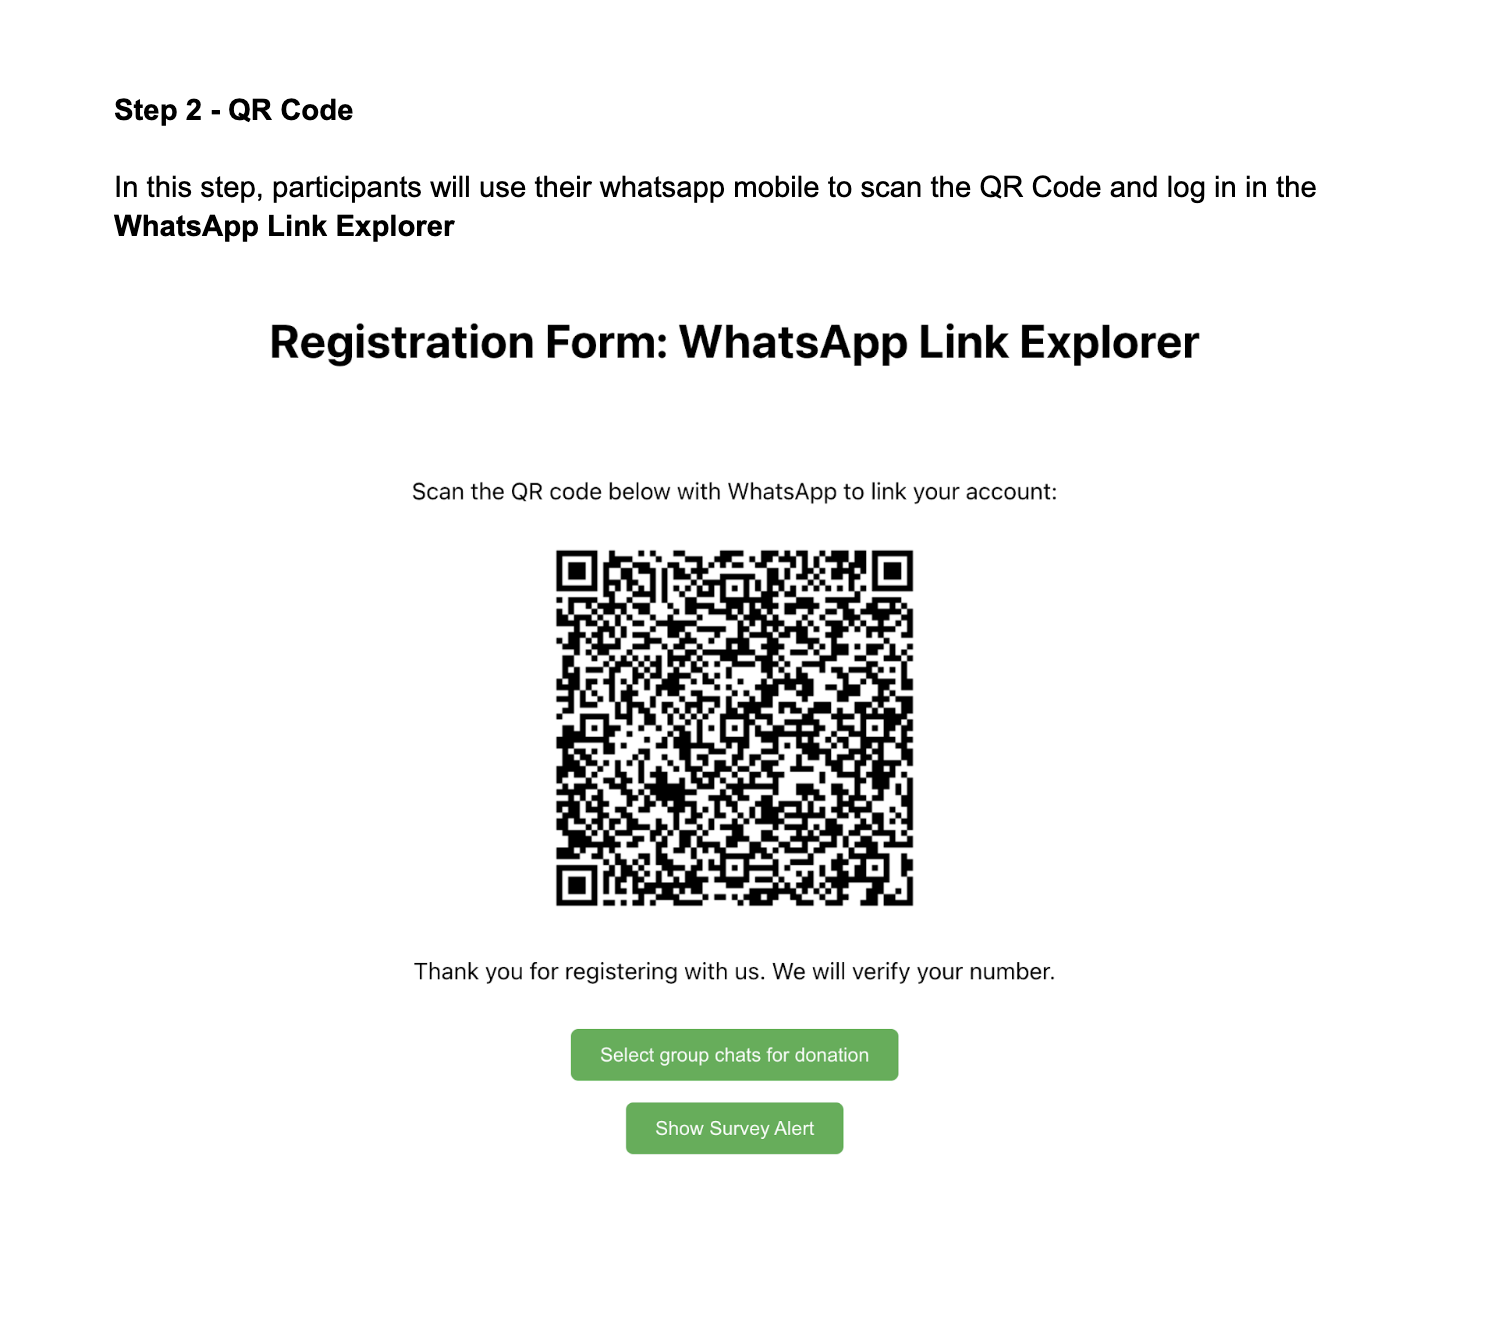 Step 2 - QR Code
In this step, participants will use their whatsapp mobile to scan the QR Code and log in in the
WhatsApp Link Explorer
Registration Form: WhatsApp Link Explorer
Scan the QR code below with WhatsApp to link your account:
Thank you for registering with us. We will verify your number.
Select group chats for donation
Show Survey Alert